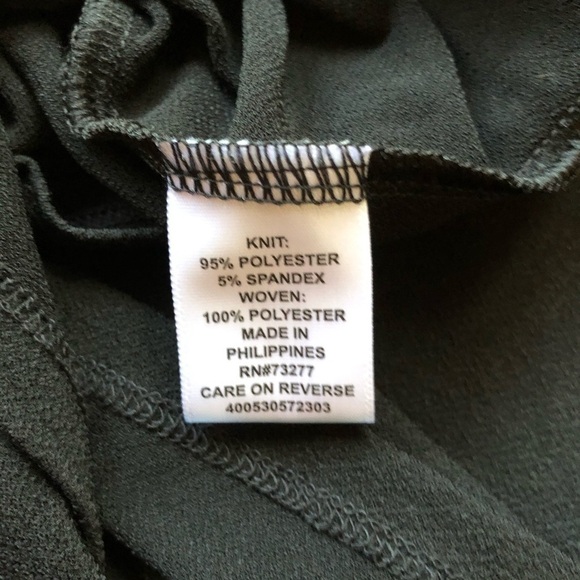 KNIT:
95% POLYESTER
5% SPANDEX
WOVEN:
100% POLYESTER
MADE IN
PHILIPPINES
RN#73277
CARE ON REVERSE
400530572303